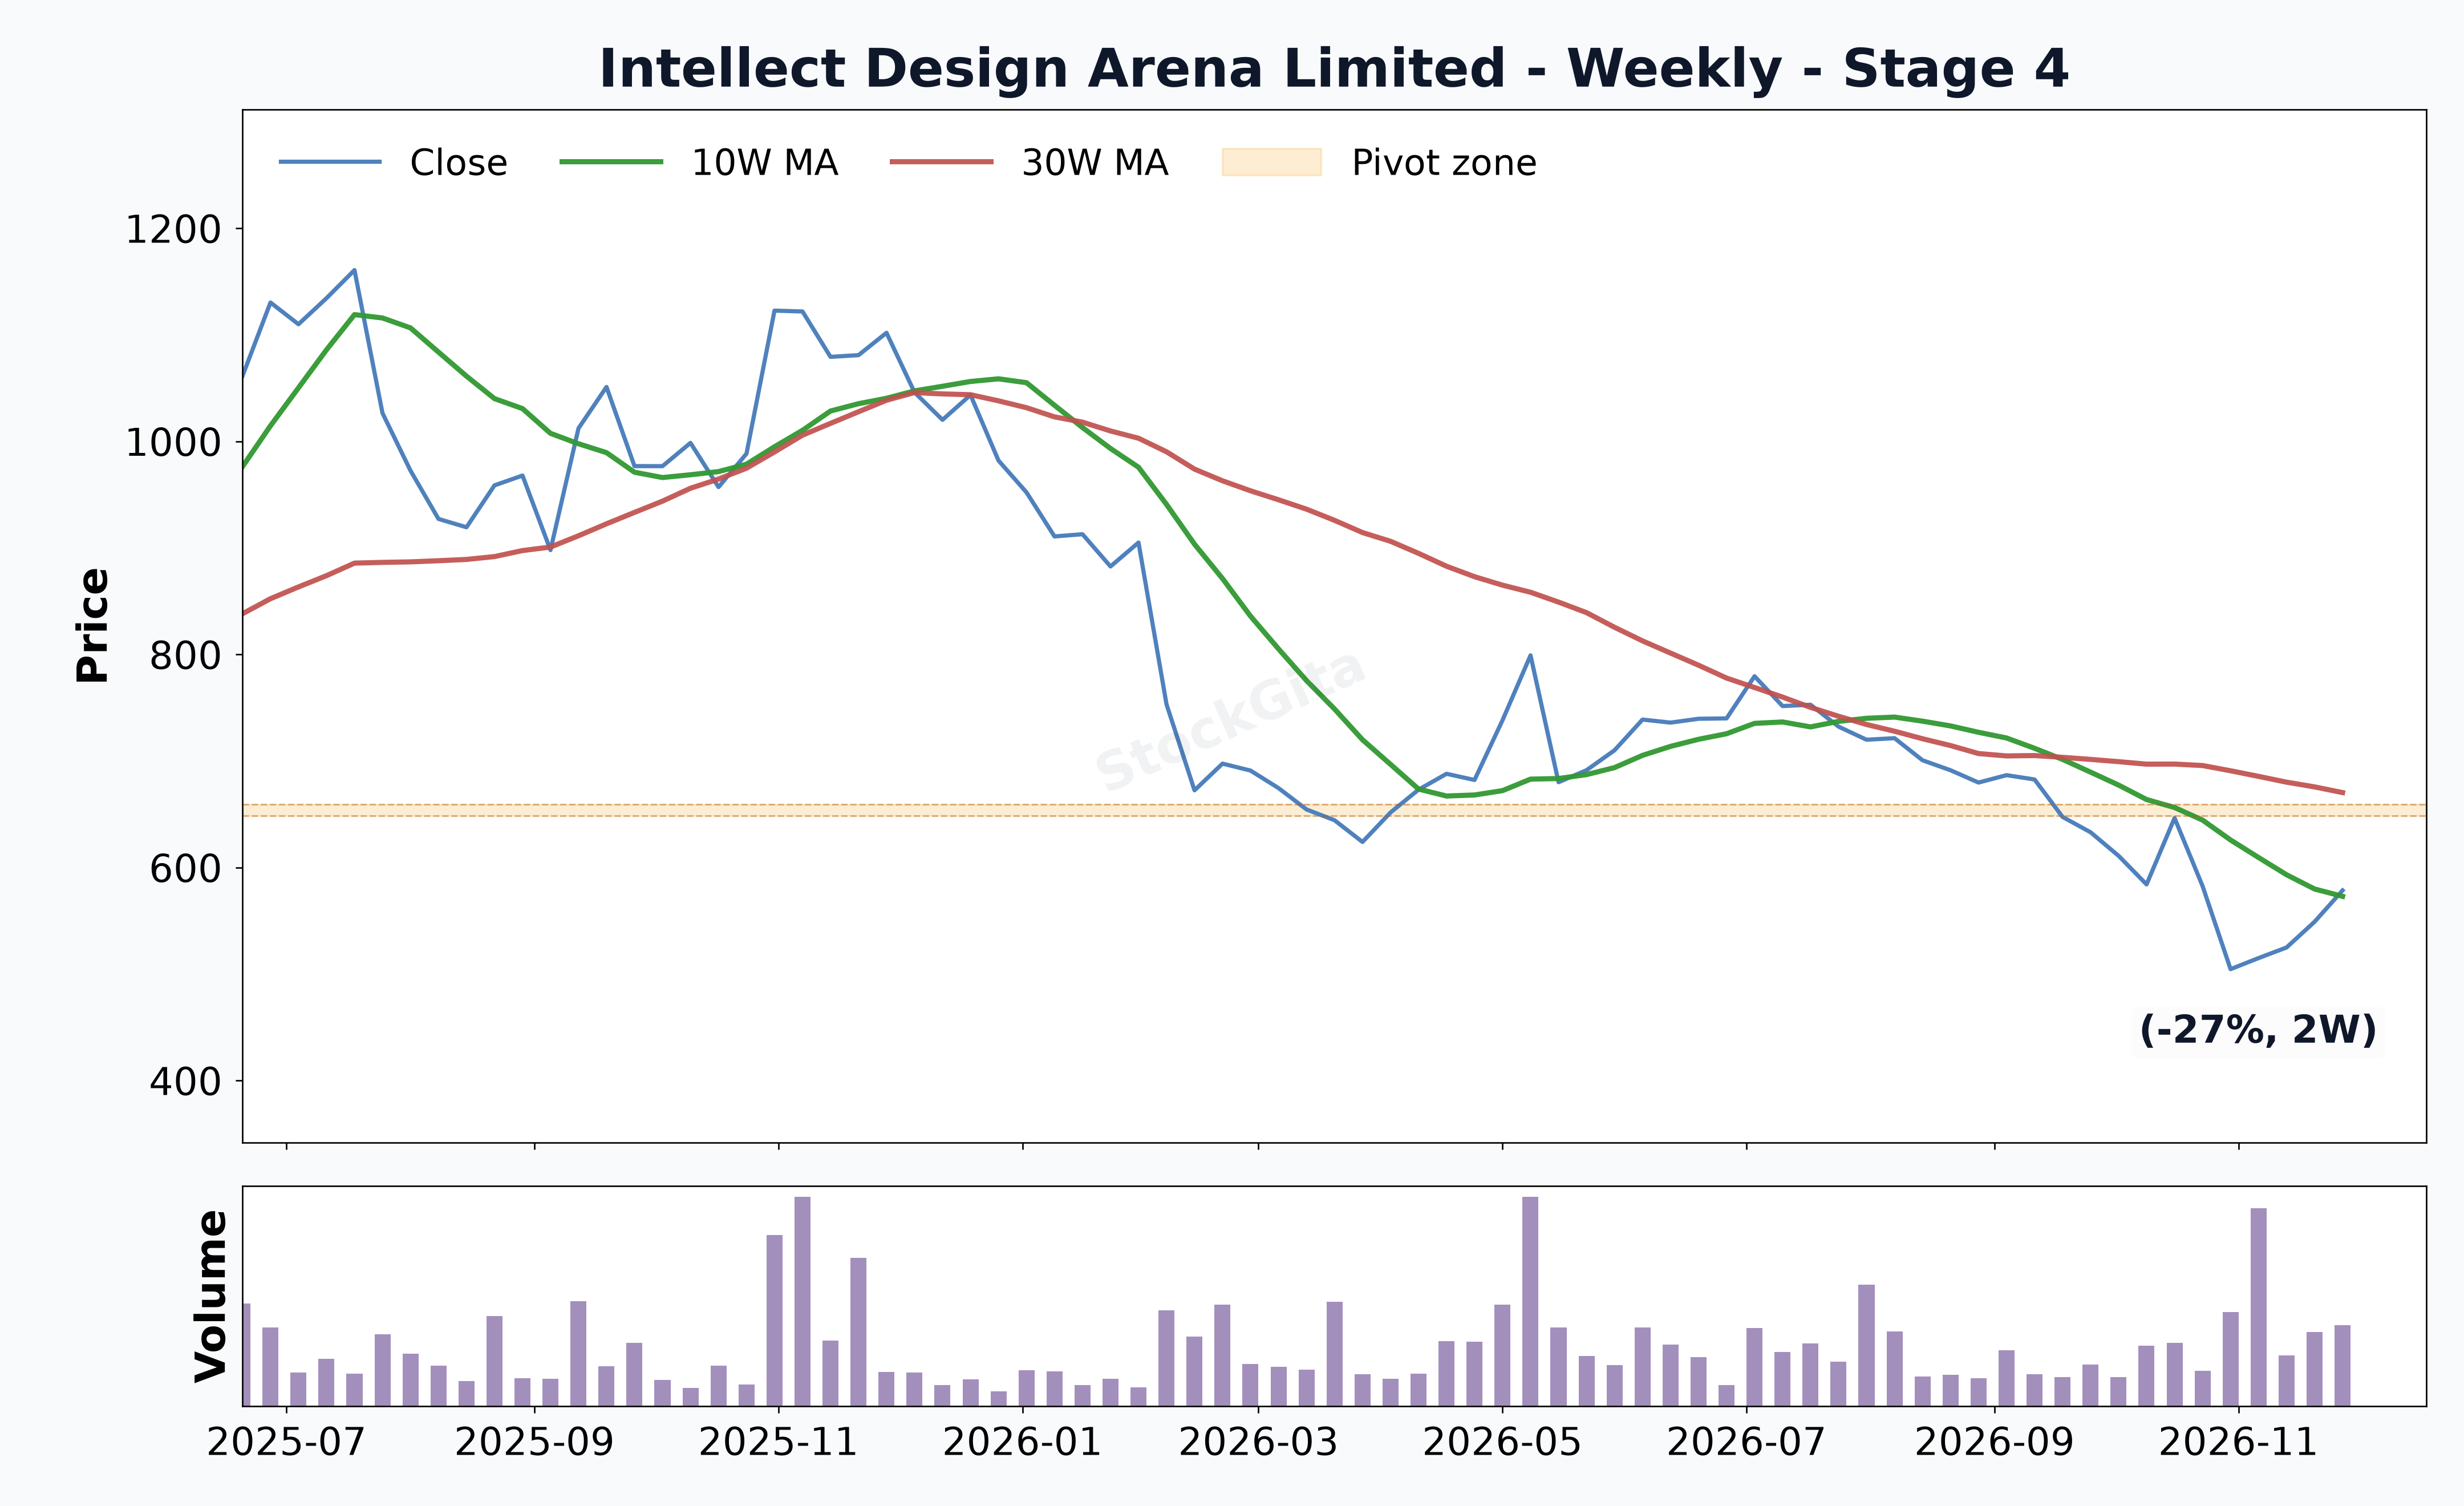 Intellect Design Arena Limited - Weekly - Stage 4
Close 10W MA 30W MA Pivot zone
1200
1000
800
600
400
Price
StockGita
(-27%, 2W)
Volume
2025-07 2025-09 2025-11 2026-01 2026-03 2026-05 2026-07 2026-09 2026-11